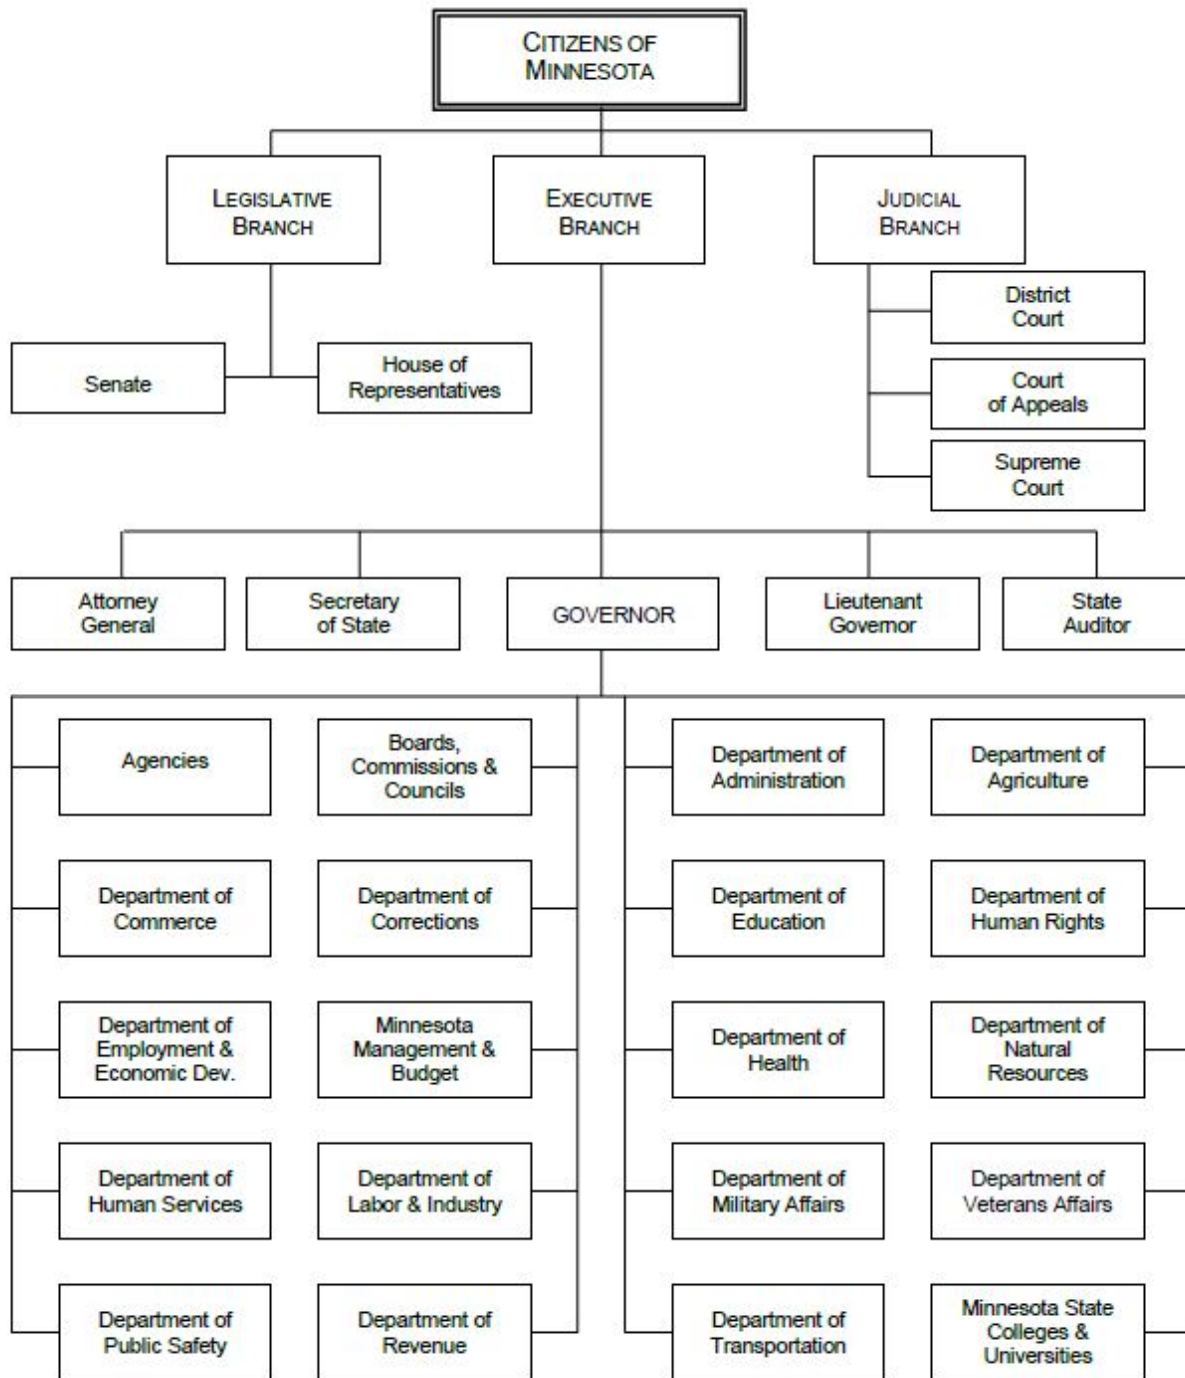 CITIZENS OF
MINNESOTA
LEGISLATIVE
BRANCH
EXECUTIVE
BRANCH
JUDICIAL
BRANCH
District
Court
Senate
House of
Representatives
Court
of Appeals
Supreme
Court
Attorney
General
Secretary
of State
GOVERNOR
Lieutenant
Governor
State
Auditor
Agencies
Boards,
Commissions &
Councils
Department of
Administration
Department of
Agriculture
Department of
Commerce
Department of
Corrections
Department of
Education
Department of
Human Rights
Department of
Employment &
Economic Dev.
Minnesota
Management &
Budget
Department of
Health
Department of
Natural
Resources
Department of
Human Services
Department of
Labor & Industry
Department of
Military Affairs
Department of
Veterans Affairs
Department of
Public Safety
Department of
Revenue
Department of
Transportation
Minnesota State
Colleges &
Universities